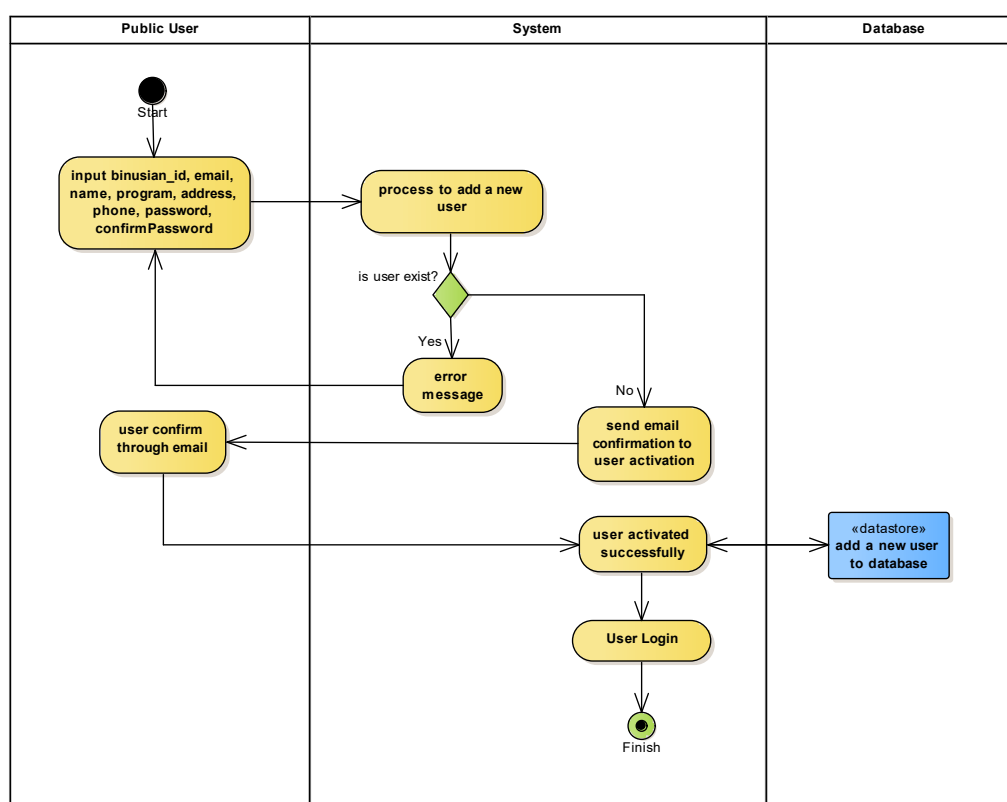 Public User
System
Database
Start
input binusian_id, email,
name, program, address,
phone, password,
confirmPassword
process to add a new
user
is user exist?
Yes
error
message
No
send email
confirmation to
user activation
user confirm
through email
user activated
successfully
«datastore»
add a new user
to database
User Login
Finish